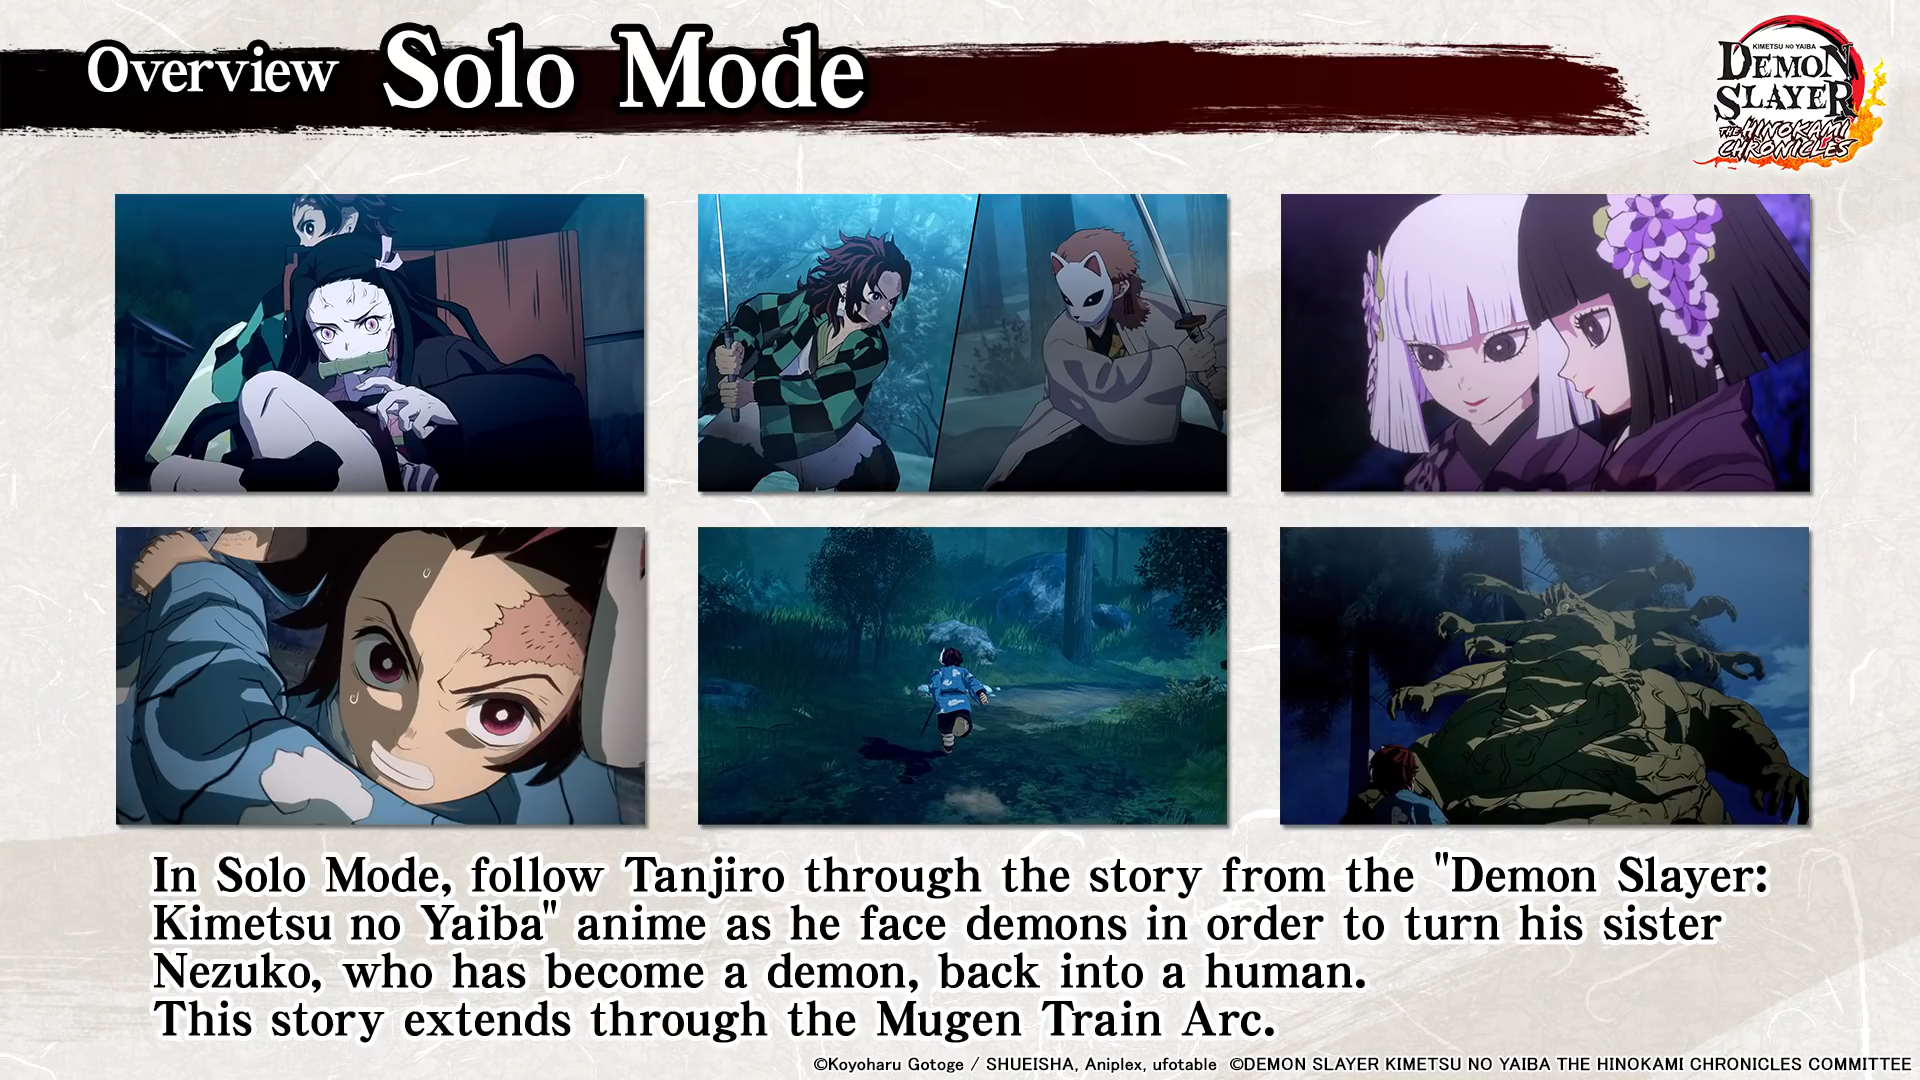 Overview Solo Mode
KIMETSU NO YAIBA
DEMON
SLAYER
THE HINOKAMI
CHRONICLES
In Solo Mode, follow Tanjiro through the story from the "Demon Slayer:
Kimetsu no Yaiba" anime as he face demons in order to turn his sister
Nezuko, who has become a demon, back into a human.
This story extends through the Mugen Train Arc.
©Koyoharu Gotoge / SHUEISHA, Aniplex, ufotable ©DEMON SLAYER KIMETSU NO YAIBA THE HINOKAMI CHRONICLES COMMITTEE